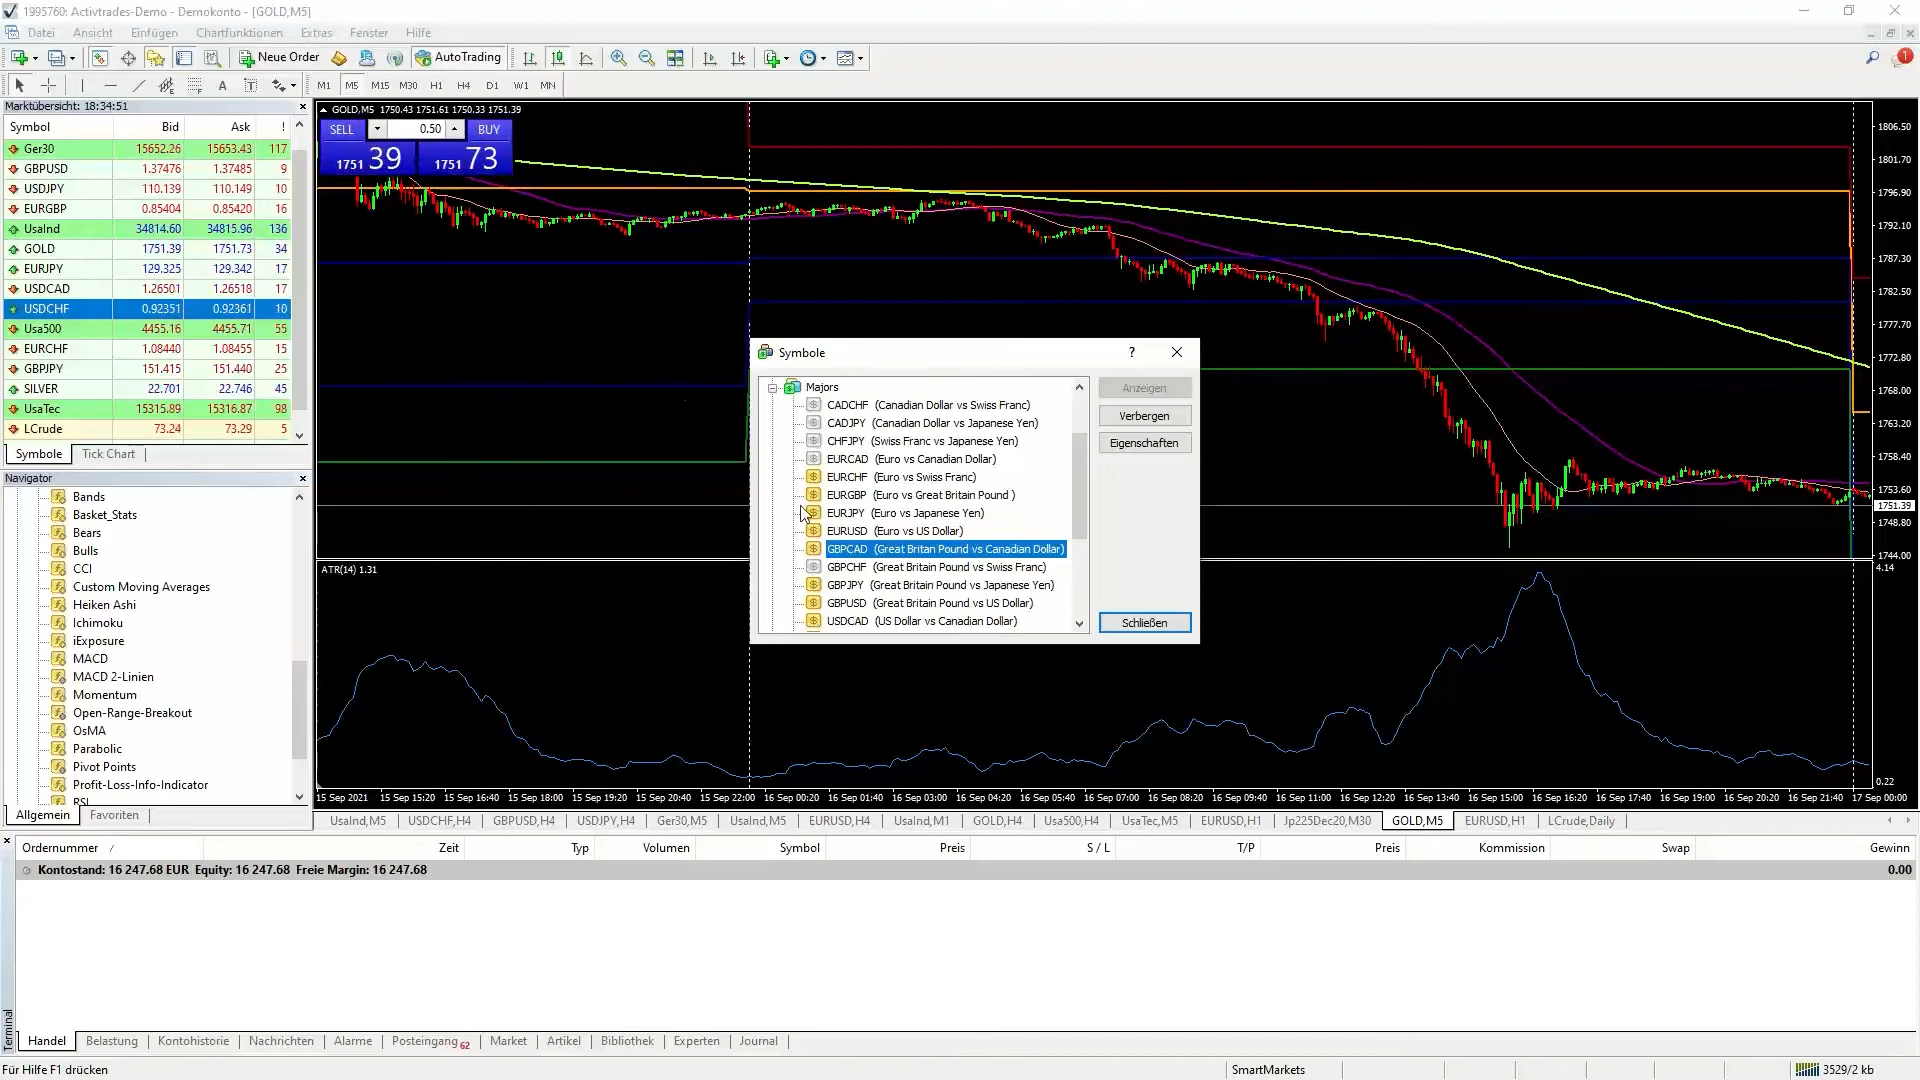 1995760: Activtrades-Demo - Demokonto - [GOLD,M5]
Datei Ansicht Einfügen Chartfunktionen Extras Fenster Hilfe
Neue Order AutoTrading 1
A T M1 M5 M15 M30 H1 H4 D1 W1 MN
Marktübersicht: 18:34:51
Symbol Bid Ask !
Ger30 15652.26 15653.43 117
GBPUSD 1.37476 1.37485 9
USDJPY 110.139 110.149 10
EURGBP 0.85404 0.85420 16
UsaInd 34814.60 34815.96 136
GOLD 1751.39 1751.73 34
EURJPY 129.325 129.342 17
USDCAD 1.26501 1.26518 17
USDCHF 0.92351 0.92361 10
Usa500 4455.16 4455.71 55
EURCHF 1.08440 1.08455 15
GBPJPY 151.415 151.440 25
SILVER 22.701 22.746 45
UsaTec 15315.89 15316.87 98
LCrude 73.24 73.29 5
Symbole Tick Chart
Navigator
Bands
Basket_Stats
Bears
Bulls
CCI
Custom Moving Averages
Heiken Ashi
Ichimoku
iExposure
MACD
MACD 2-Linien
Momentum
Open-Range-Breakout
OsMA
Parabolic
Pivot Points
Profit-Loss-Info-Indicator
RSI
Allgemein Favoriten
GOLD,M5 1750.43 1751.61 1750.33 1751.39
SELL 0.50 BUY
1751 39 1751 73
1806.50
1801.70
1796.90
1792.10
1787.30
1782.50
1777.70
1772.80
1768.00
1763.20
1758.40
1753.60
1751.39
1748.80
1744.00
Symbole ?
Majors
CADCHF (Canadian Dollar vs Swiss Franc)
CADJPY (Canadian Dollar vs Japanese Yen)
CHFJPY (Swiss Franc vs Japanese Yen)
EURCAD (Euro vs Canadian Dollar)
EURCHF (Euro vs Swiss Franc)
EURGBP (Euro vs Great Britain Pound )
EURJPY (Euro vs Japanese Yen)
EURUSD (Euro vs US Dollar)
GBPCAD (Great Britan Pound vs Canadian Dollar)
GBPCHF (Great Britain Pound vs Swiss Franc)
GBPJPY (Great Britain Pound vs Japanese Yen)
GBPUSD (Great Britain Pound vs US Dollar)
USDCAD (US Dollar vs Canadian Dollar)
Anzeigen
Verbergen
Eigenschaften
Schließen
ATR(14) 1.31
4.14
0.22
15 Sep 2021 15 Sep 15:20 15 Sep 16:40 15 Sep 18:00 15 Sep 19:20 15 Sep 20:40 15 Sep 22:00 16 Sep 00:20 16 Sep 01:40 16 Sep 03:00 16 Sep 04:20 16 Sep 05:40 16 Sep 07:00 16 Sep 08:20 16 Sep 09:40 16 Sep 11:00 16 Sep 12:20 16 Sep 13:40 16 Sep 15:00 16 Sep 16:20 16 Sep 17:40 16 Sep 19:00 16 Sep 20:20 16 Sep 21:40 17 Sep 00:00
UsaInd,M5 USDCHF,H4 GBPUSD,H4 USDJPY,H4 Ger30,M5 UsaInd,M5 EURUSD,H4 UsaInd,M1 GOLD,H4 Usa500,H4 UsaTec,M5 EURUSD,H1 Jp225Dec20,M30 GOLD,M5 EURUSD,H1 LCrude,Daily
Ordernummer / Zeit Typ Volumen Symbol Preis S / L T/P Preis Kommission Swap Gewinn
Kontostand: 16 247.68 EUR Equity: 16 247.68 Freie Margin: 16 247.68 0.00
Terminal
Handel Belastung Kontohistorie Nachrichten Alarme Posteingang 62 Market Artikel Bibliothek Experten Journal
Für Hilfe F1 drücken SmartMarkets 3529/2 kb